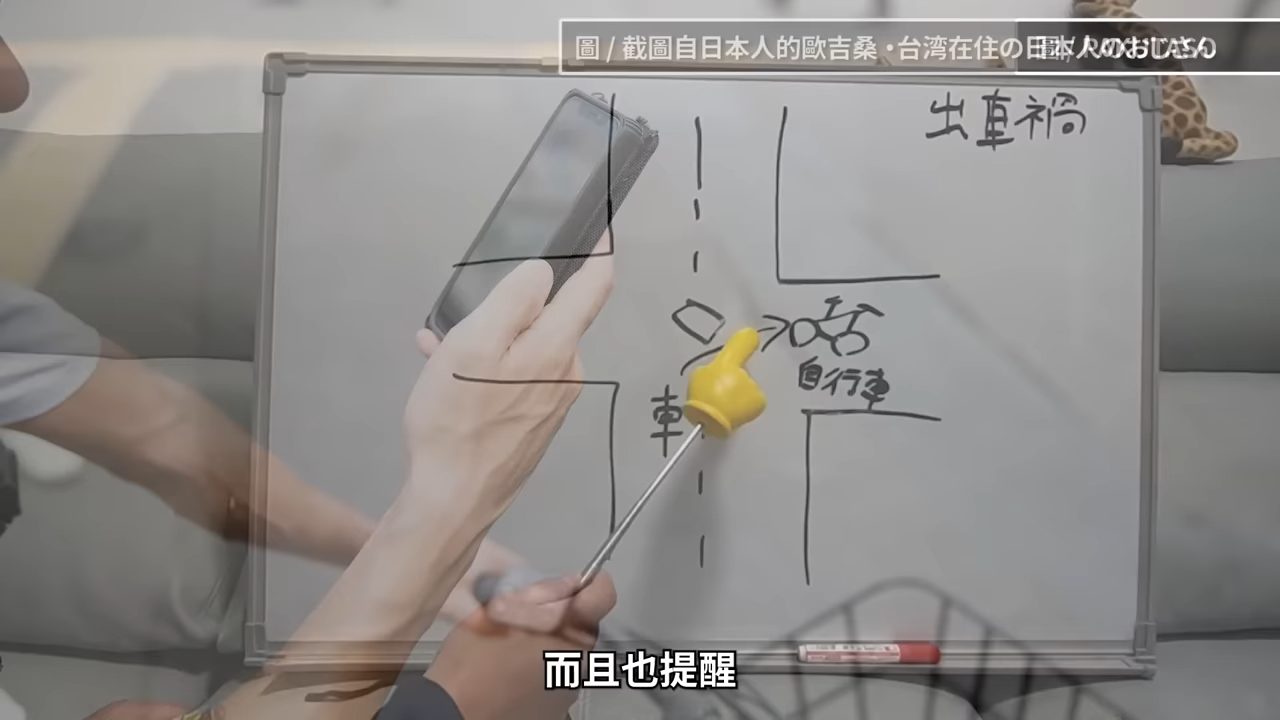 圖 / 截圖自日本人的歐吉桑・台湾在住の日本人のおじさん
出車禍
自行車
車
而且也提醒